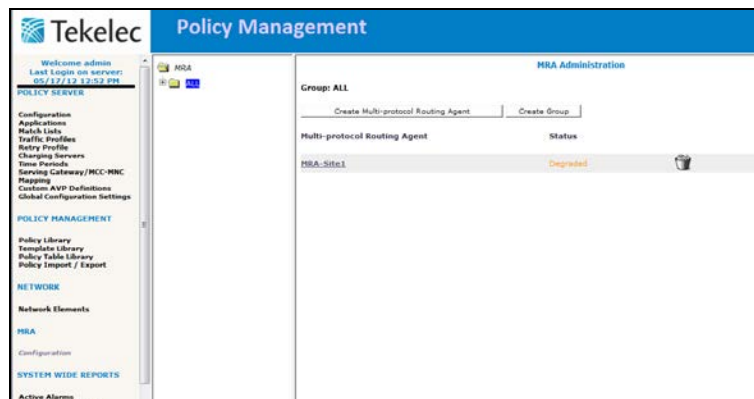 Tekelec
Policy Management
Welcome admin
Last Login on server:
05/17/12 12:52 PM
POLICY SERVER
Configuration
Applications
Match Lists
Traffic Profiles
Retry Profile
Charging Servers
Time Periods
Serving Gateway/MCC-MNC
Mapping
Custom AVP Definitions
Global Configuration Settings
POLICY MANAGEMENT
Policy Library
Template Library
Policy Table Library
Policy Import / Export
NETWORK
Network Elements
MRA
Configuration
SYSTEM WIDE REPORTS
Active Alarms
MRA
ALL
MRA Administration
Group: ALL
Create Multi-protocol Routing Agent
Create Group
Multi-protocol Routing Agent
Status
MRA-Site1
Degraded